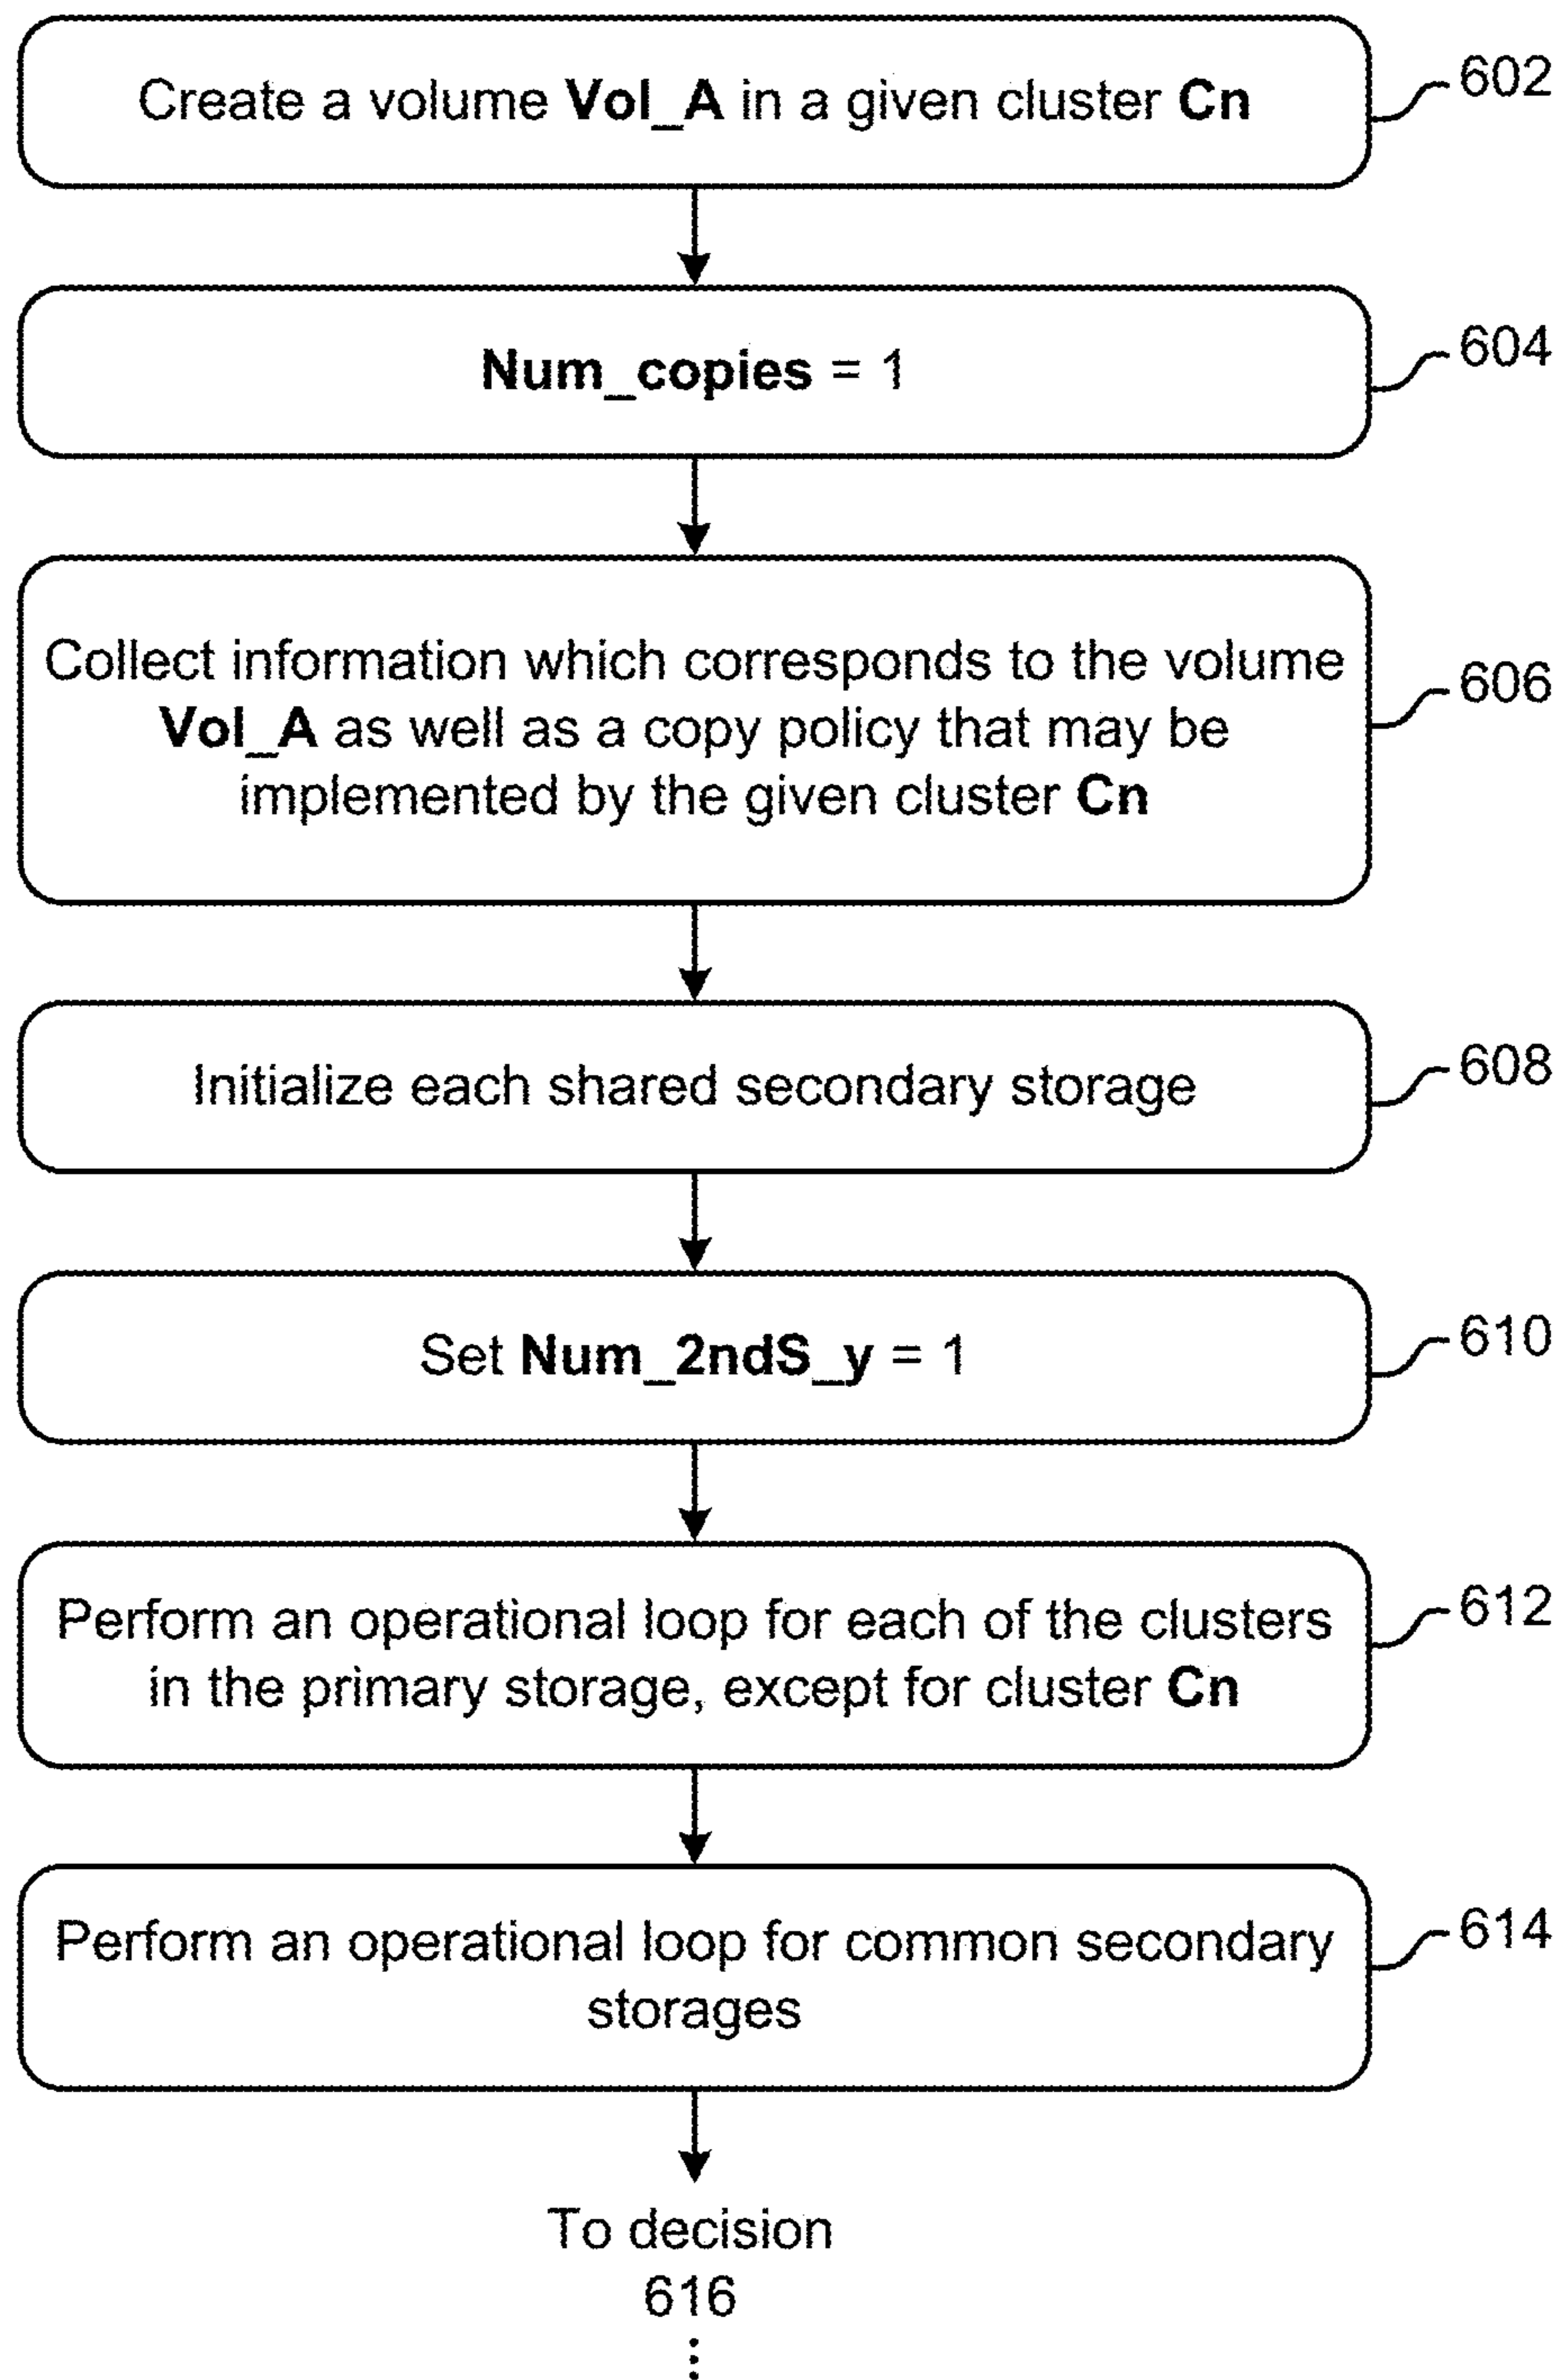 Create a volume Vol_A in a given cluster Cn
602
Num_copies = 1
604
Collect information which corresponds to the volume
Vol_A as well as a copy policy that may be
implemented by the given cluster Cn
606
Initialize each shared secondary storage
608
Set Num_2ndS_y = 1
610
Perform an operational loop for each of the clusters
in the primary storage, except for cluster Cn
612
Perform an operational loop for common secondary
storages
614
To decision
616
⋮